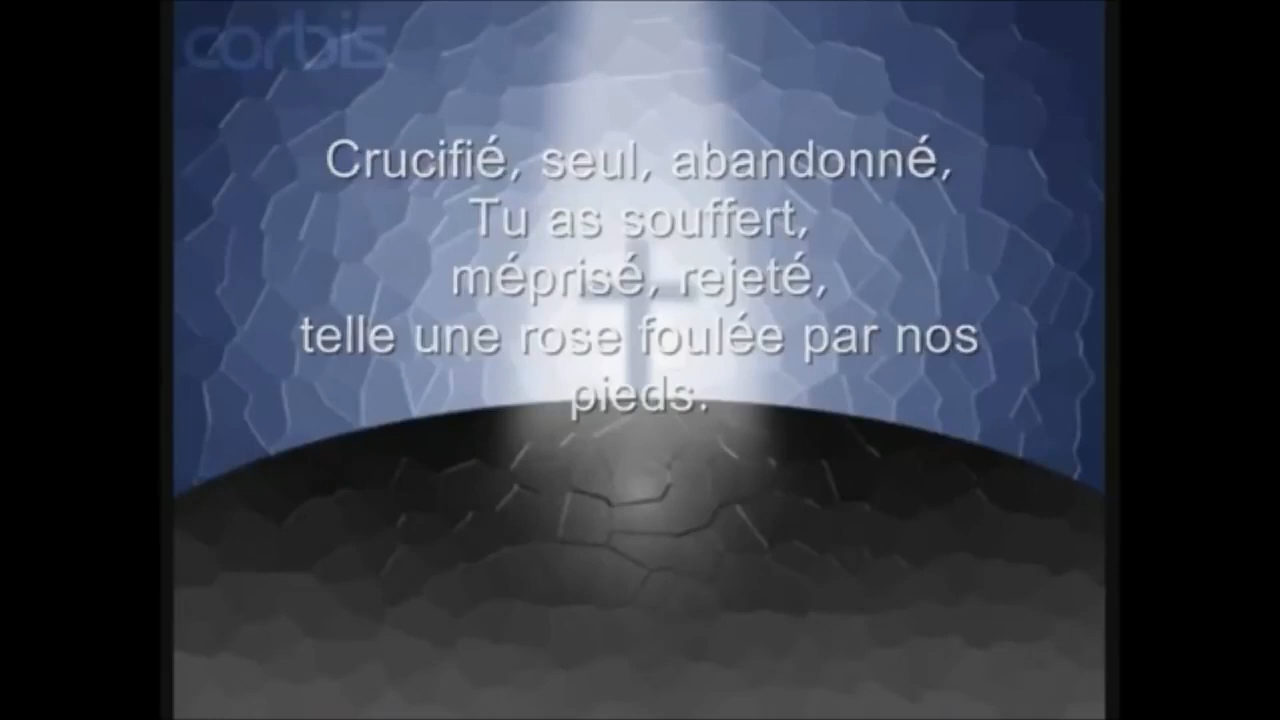 corbis
Crucifié, seul, abandonné,
Tu as souffert,
méprisé, rejeté,
telle une rose foulée par nos
pieds.